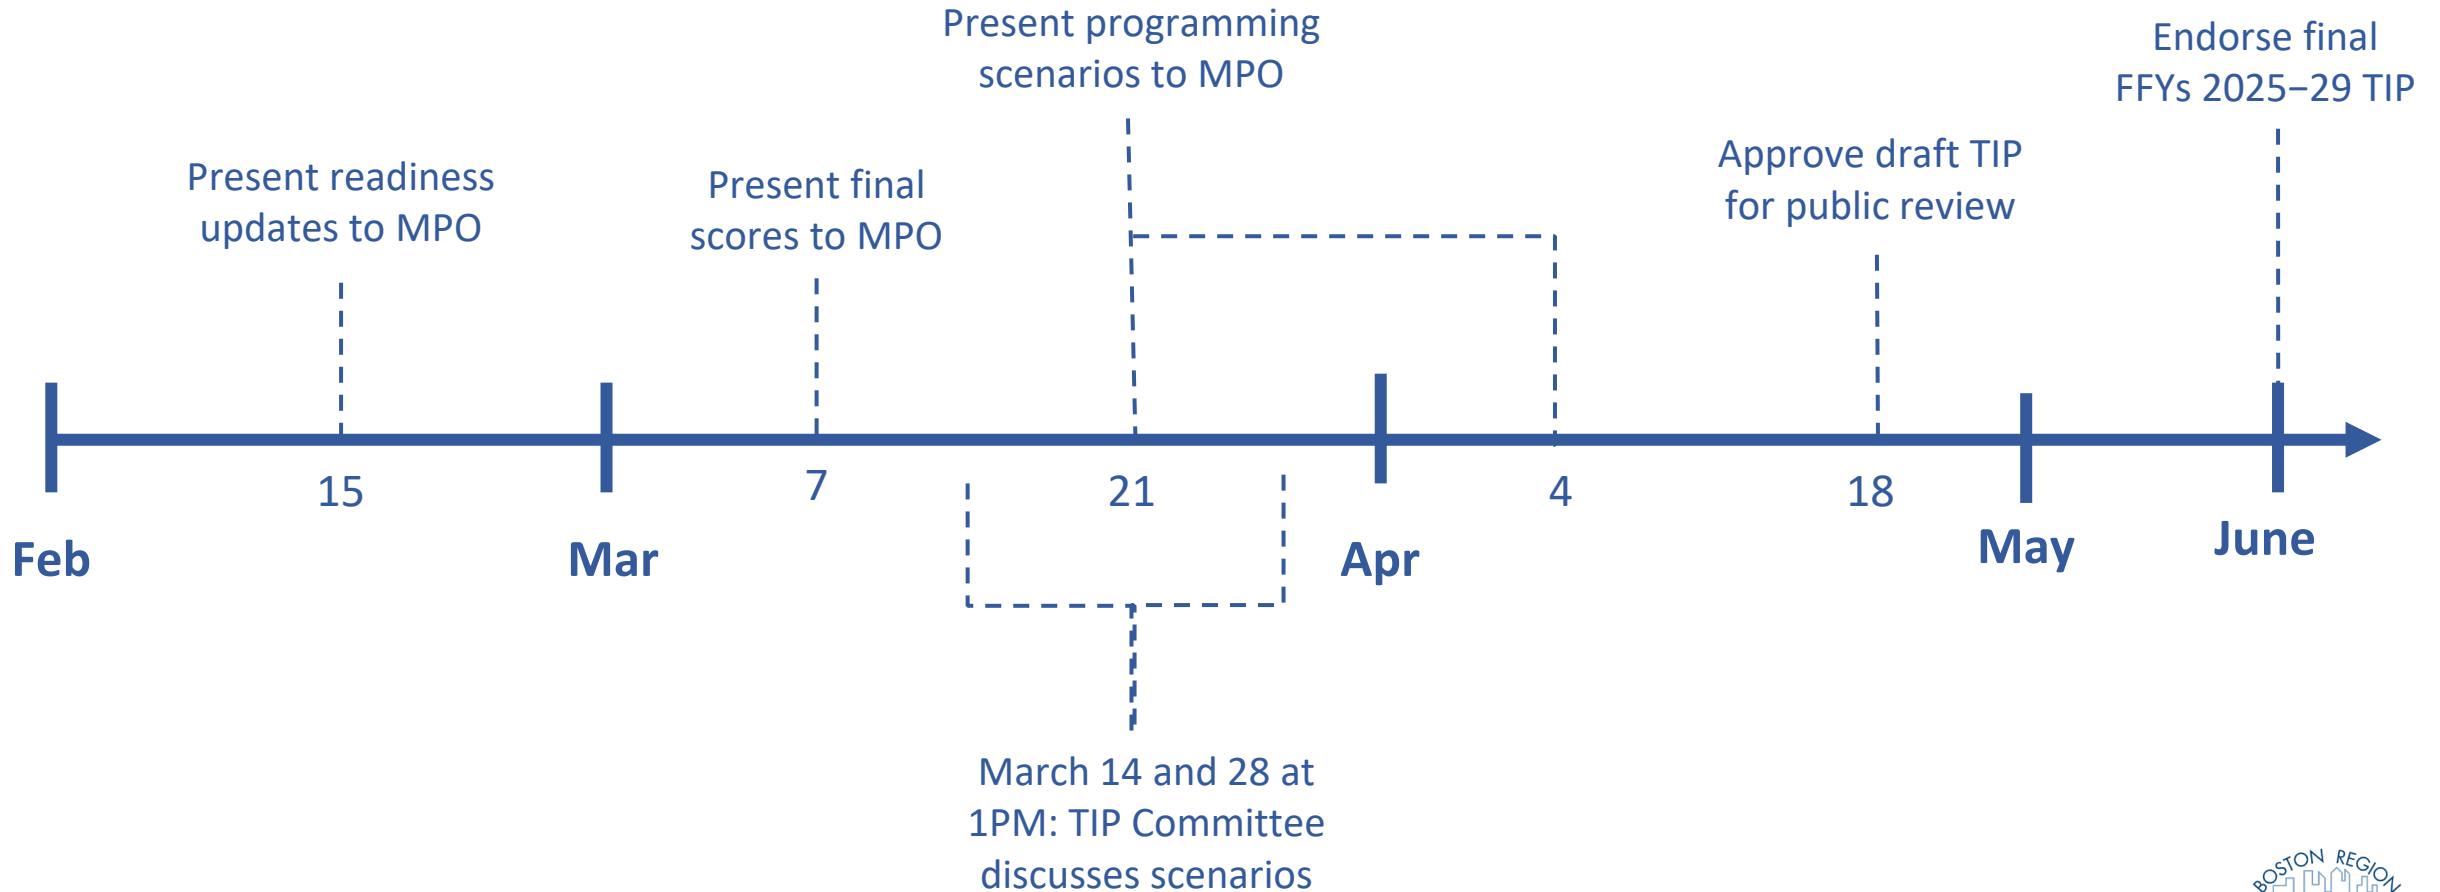 Present programming
scenarios to MPO
Endorse final
FFYs 2025–29 TIP
Present readiness
updates to MPO
Present final
scores to MPO
Approve draft TIP
for public review
15
7
21
4
18
Feb
Mar
Apr
May
June
March 14 and 28 at
1PM: TIP Committee
discusses scenarios
BOSTON REGION